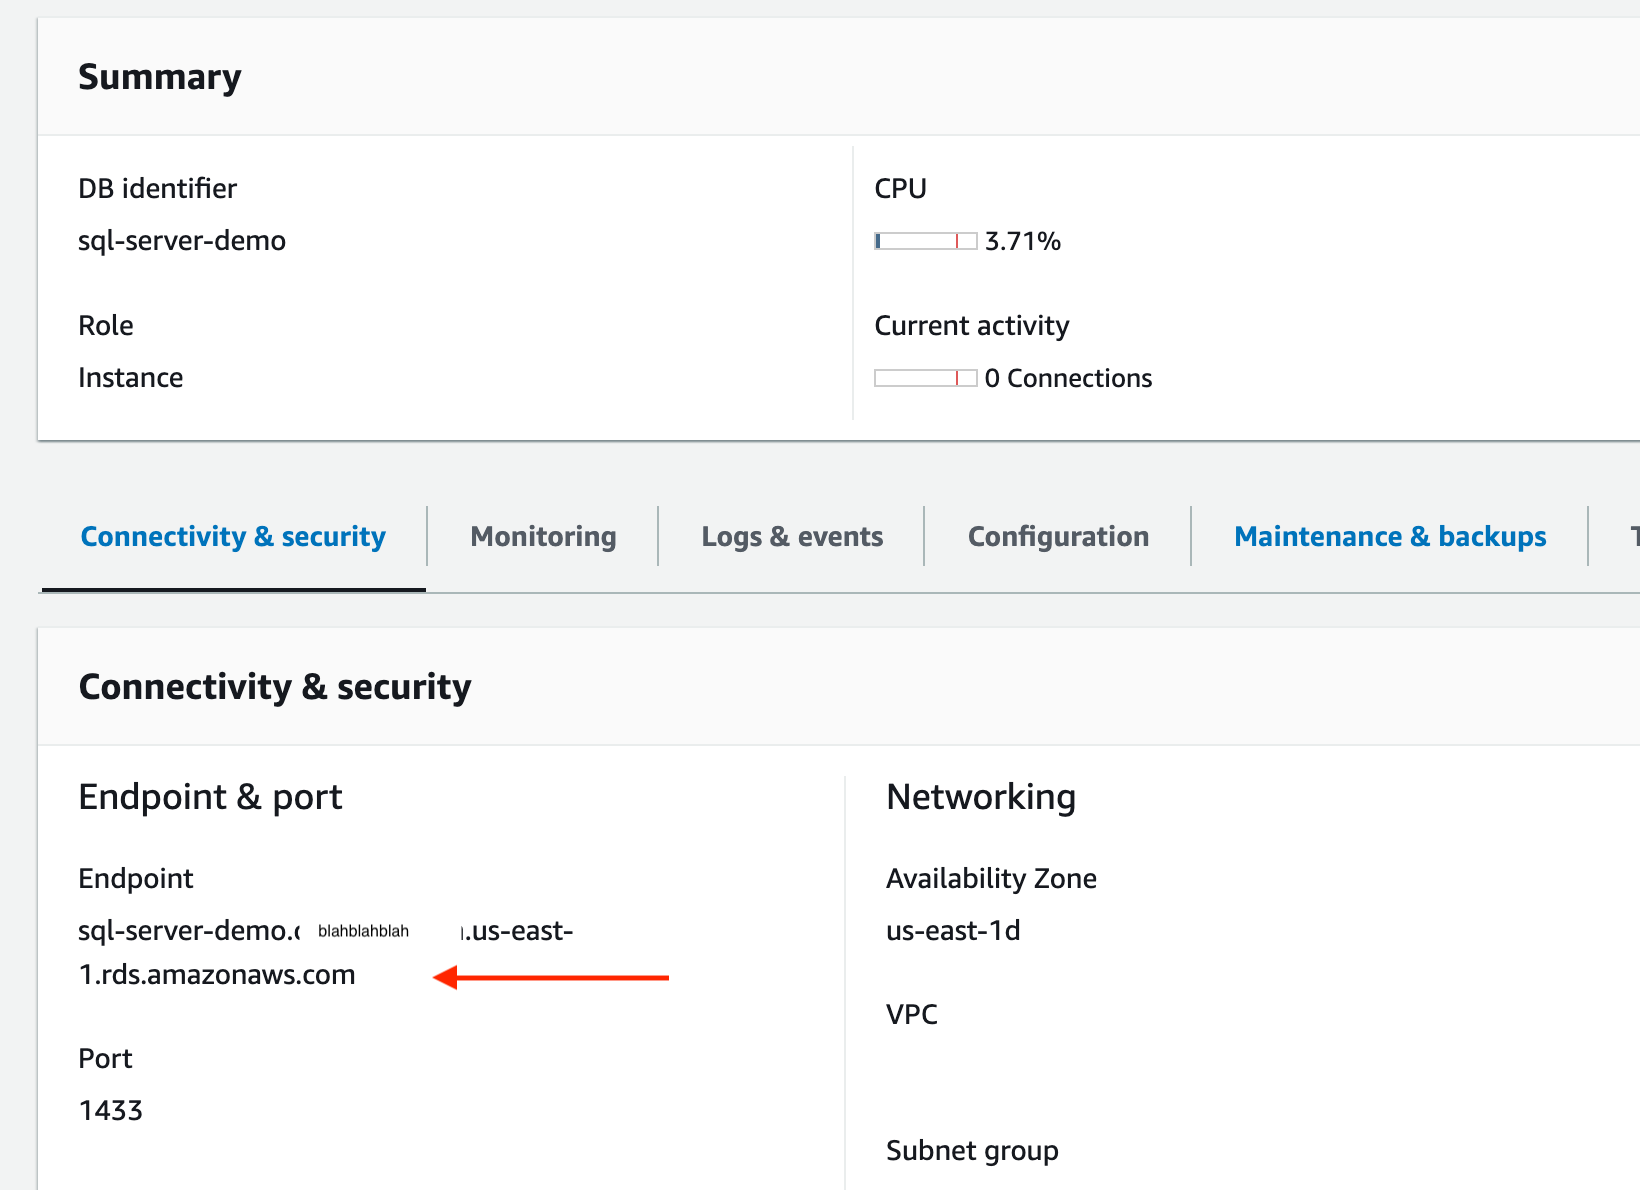 Summary
DB identifier
sql-server-demo
Role
Instance
CPU
3.71%
Current activity
0 Connections
Connectivity & security
Monitoring
Logs & events
Configuration
Maintenance & backups
Connectivity & security
Endpoint & port
Endpoint
sql-server-demo. blahblahblah .us-east-
1.rds.amazonaws.com
Port
1433
Networking
Availability Zone
us-east-1d
VPC
Subnet group